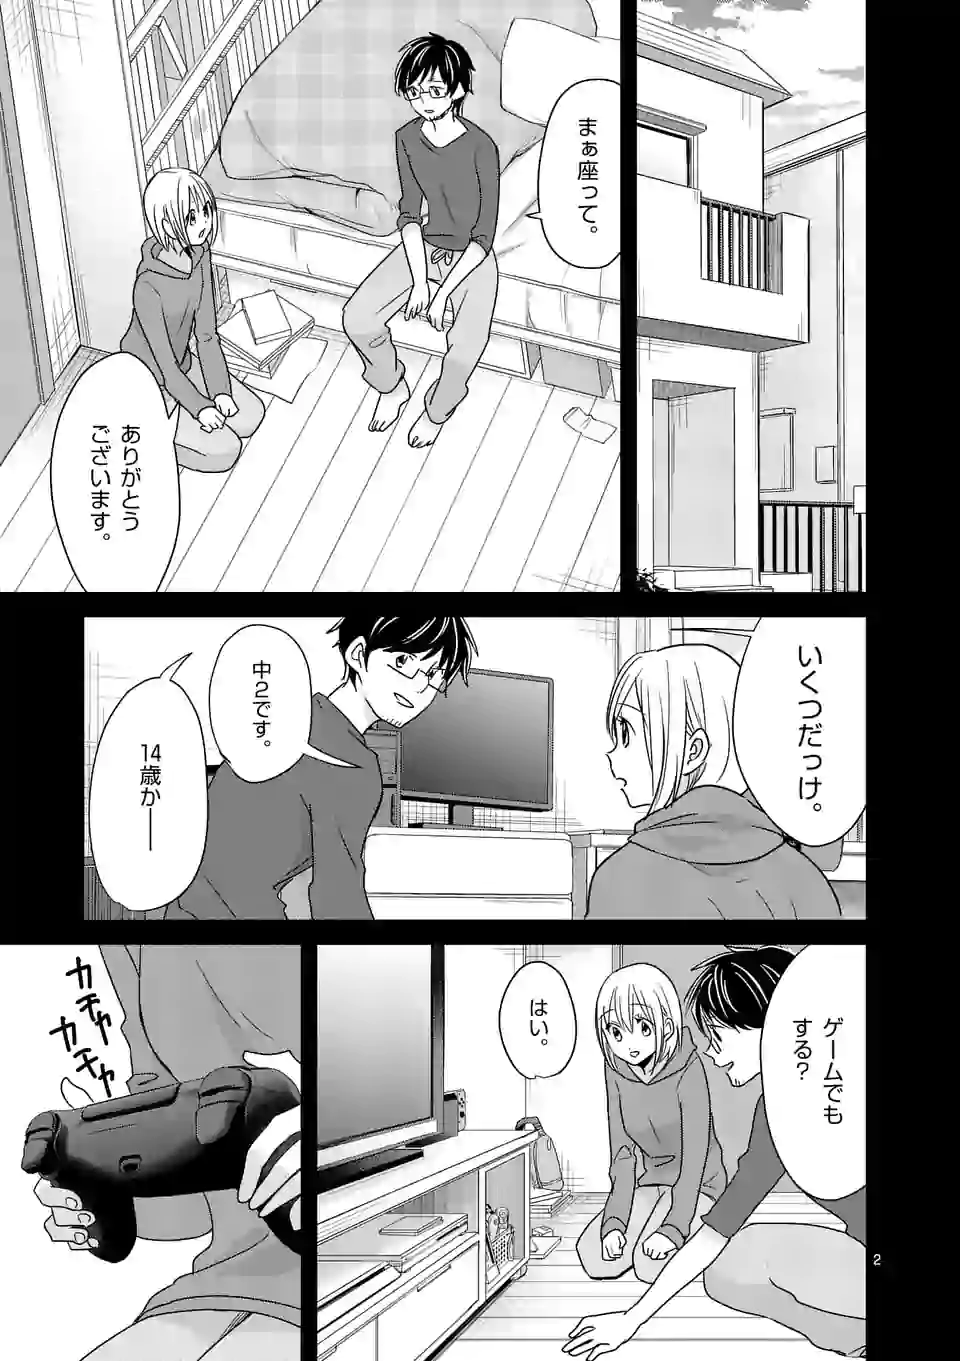 まぁ座って。
ありがとう
ございます。
いくつだっけ。
中2です。
14歳か――
ゲームでも
する?
はい。
カチャ
カチャ
2